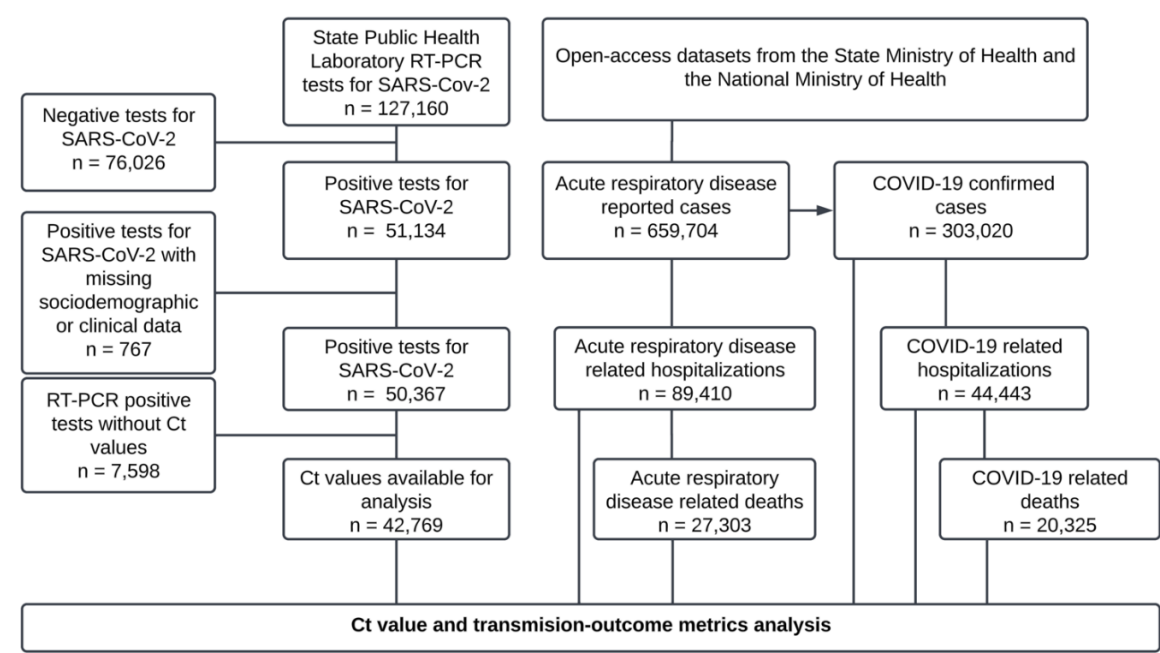 State Public Health
Laboratory RT-PCR
tests for SARS-Cov-2
n = 127,160
Open-access datasets from the State Ministry of Health and
the National Ministry of Health
Negative tests for
SARS-CoV-2
n = 76,026
Positive tests for
SARS-CoV-2
n =  51,134
Acute respiratory disease
reported cases
n = 659,704
COVID-19 confirmed
cases
n = 303,020
Positive tests for
SARS-CoV-2 with
missing
sociodemographic
or clinical data
n = 767
Positive tests for
SARS-CoV-2
n =  50,367
Acute respiratory disease
related hospitalizations
n = 89,410
COVID-19 related
hospitalizations
n = 44,443
RT-PCR positive
tests without Ct
values
n = 7,598
Ct values available for
analysis
n = 42,769
Acute respiratory
disease related deaths
n = 27,303
COVID-19 related
deaths
n = 20,325
Ct value and transmision-outcome metrics analysis